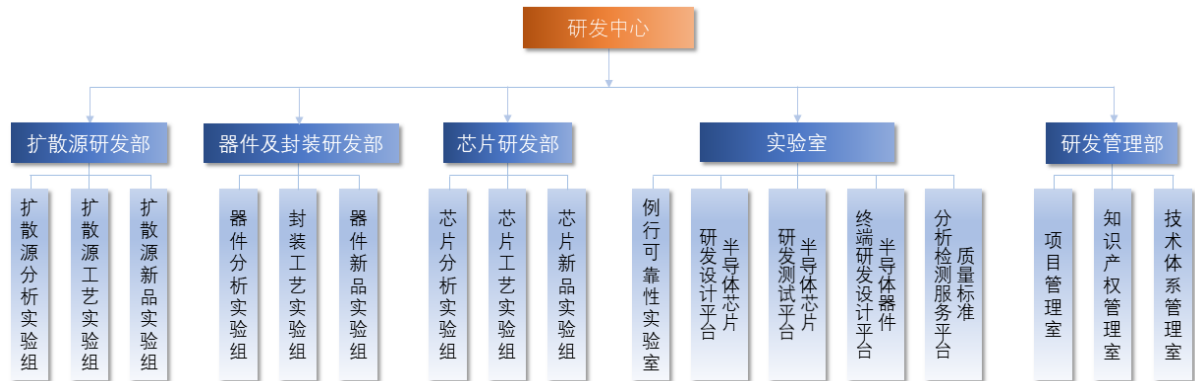 研发中心
扩散源研发部
器件及封装研发部
芯片研发部
实验室
研发管理部
扩散源分析实验组
扩散源工艺实验组
扩散源新品实验组
器件分析实验组
封装工艺实验组
器件新品实验组
芯片分析实验组
芯片工艺实验组
芯片新品实验组
例行可靠性实验室
半导体芯片
研发设计平台
半导体芯片
研发测试平台
半导体器件
终端研发设计平台
质量标准
分析检测服务平台
项目管理室
知识产权管理室
技术体系管理室